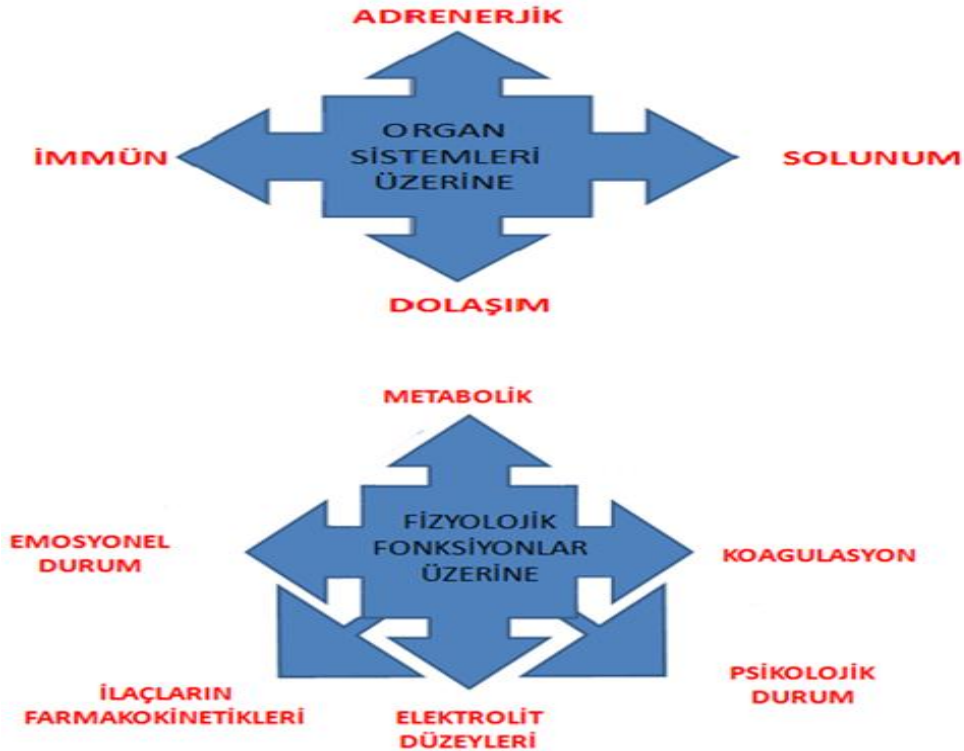 ADRENERJİK
İMMÜN
ORGAN
SİSTEMLERİ
ÜZERİNE
SOLUNUM
DOLAŞIM
METABOLİK
EMOSYONEL
DURUM
FİZYOLOJİK
FONKSİYONLAR
ÜZERİNE
KOAGULASYON
İLAÇLARIN
FARMAKOKİNETİKLERİ
ELEKTROLİT
DÜZEYLERİ
PSİKOLOJİK
DURUM